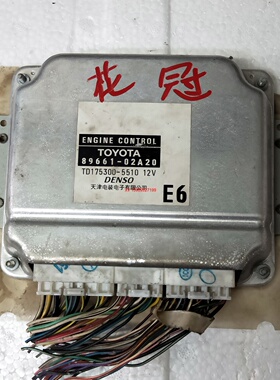 花冠
ENGINE CONTROL
TOYOTA
89661-02A20
TD175300-5510 12V
DENSO
天津电装电子有限公司
E6